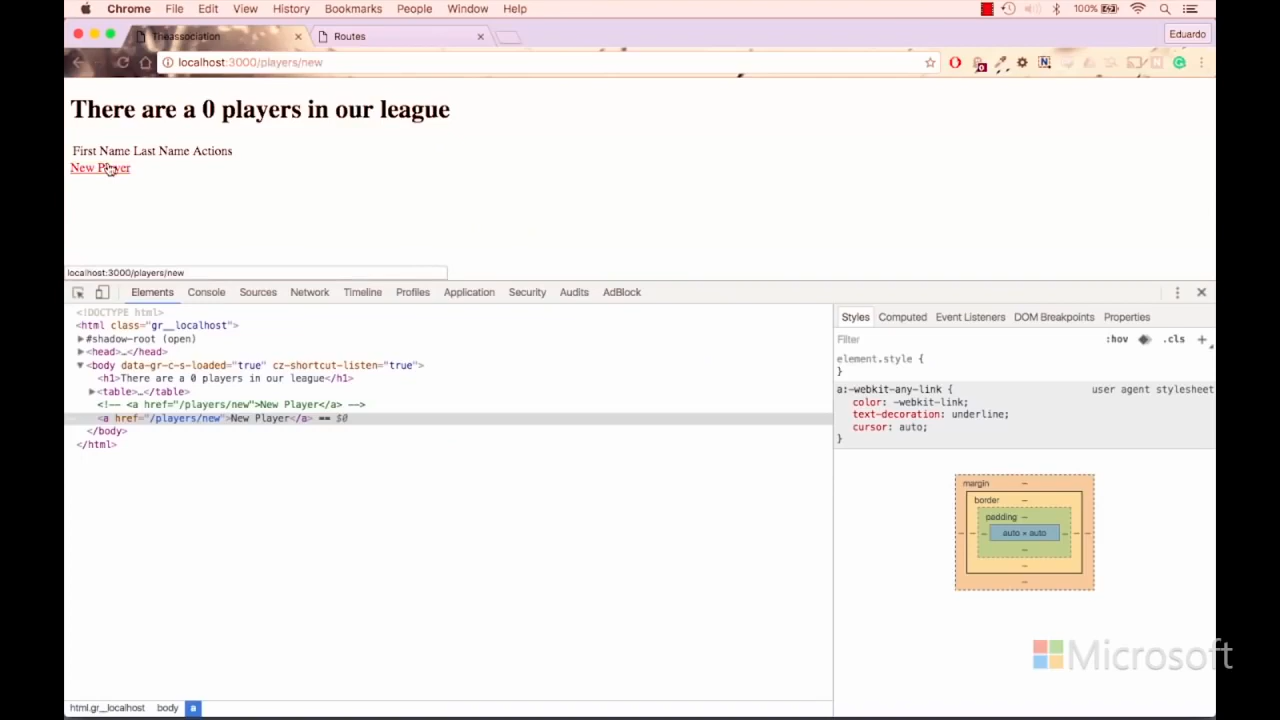 Chrome File Edit View History Bookmarks People Window Help 100%
Theassociation Routes Eduardo
localhost:3000/players/new
There are a 0 players in our league
First Name Last Name Actions
New Player
localhost:3000/players/new
Elements Console Sources Network Timeline Profiles Application Security Audits AdBlock
<!DOCTYPE html>
<html class="gr__localhost">
#shadow-root (open)
<head>…</head>
<body data-gr-c-s-loaded="true" cz-shortcut-listen="true">
<h1>There are a 0 players in our league</h1>
<table>…</table>
<!-- <a href="/players/new">New Player</a> -->
<a href="/players/new">New Player</a> == $0
</body>
</html>
html.gr__localhost body a
Styles Computed Event Listeners DOM Breakpoints Properties
Filter :hov .cls +
element.style {
}
a:-webkit-any-link { user agent stylesheet
color: -webkit-link;
text-decoration: underline;
cursor: auto;
}
margin –
border –
padding –
auto × auto
Microsoft